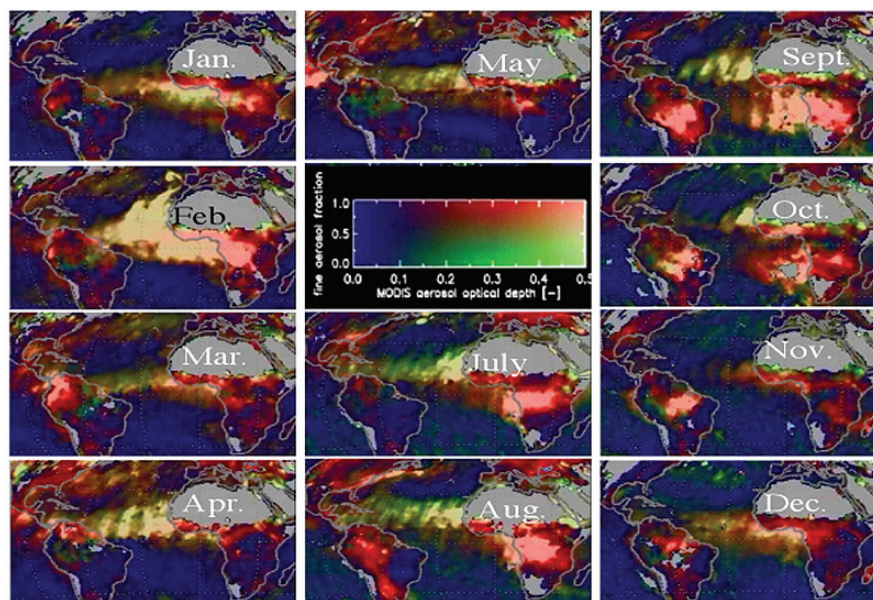 Jan.
May
Sept.
Feb.
fine aerosol fraction
1.0
0.5
0.0
0.0 0.1 0.2 0.3 0.4 0.5
MODIS aerosol optical depth [-]
Oct.
Mar.
July
Nov.
Apr.
Aug.
Dec.